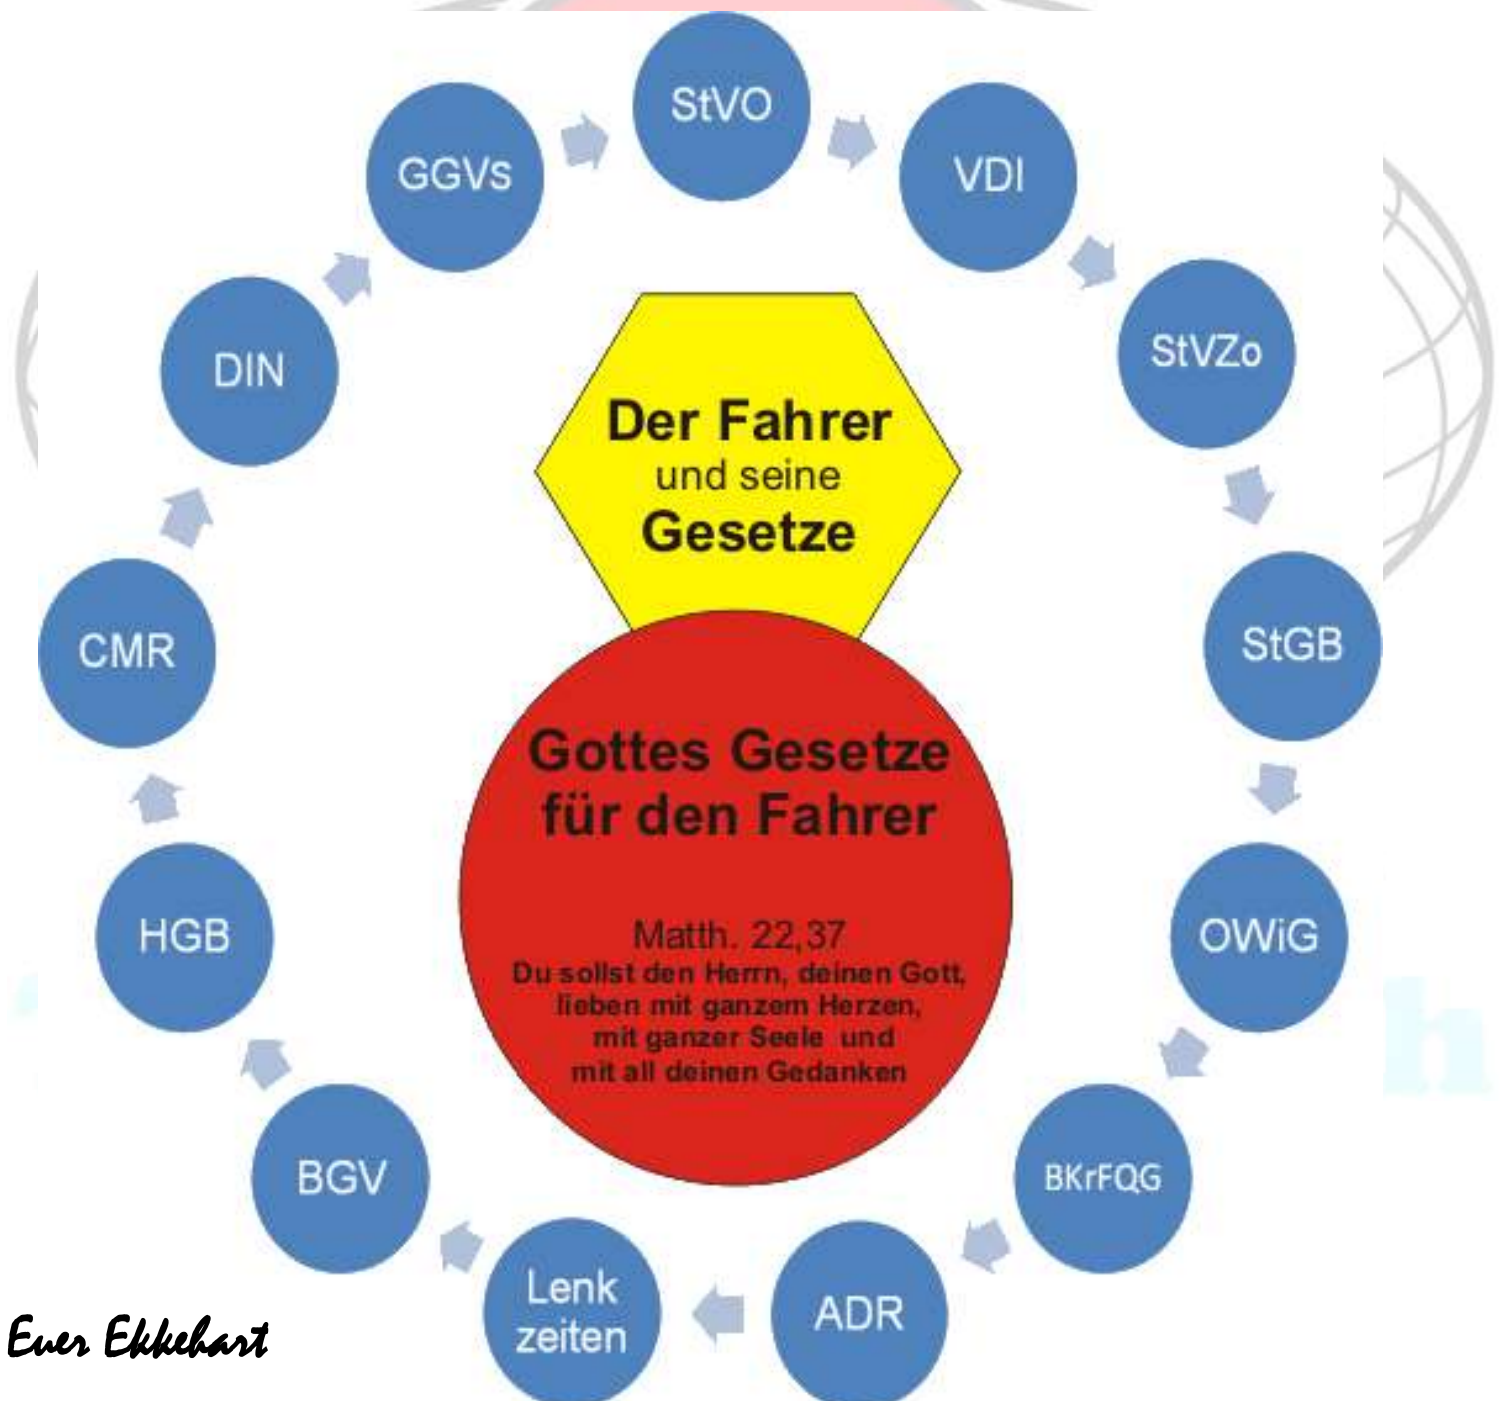 StVO
VDI
StVZo
StGB
OWiG
BKrFQG
ADR
Lenk
zeiten
BGV
HGB
CMR
DIN
GGVs
Der Fahrer
und seine
Gesetze
Gottes Gesetze
für den Fahrer
Matth. 22,37
Du sollst den Herrn, deinen Gott,
lieben mit ganzem Herzen,
mit ganzer Seele und
mit all deinen Gedanken
Euer Ekkehart
h